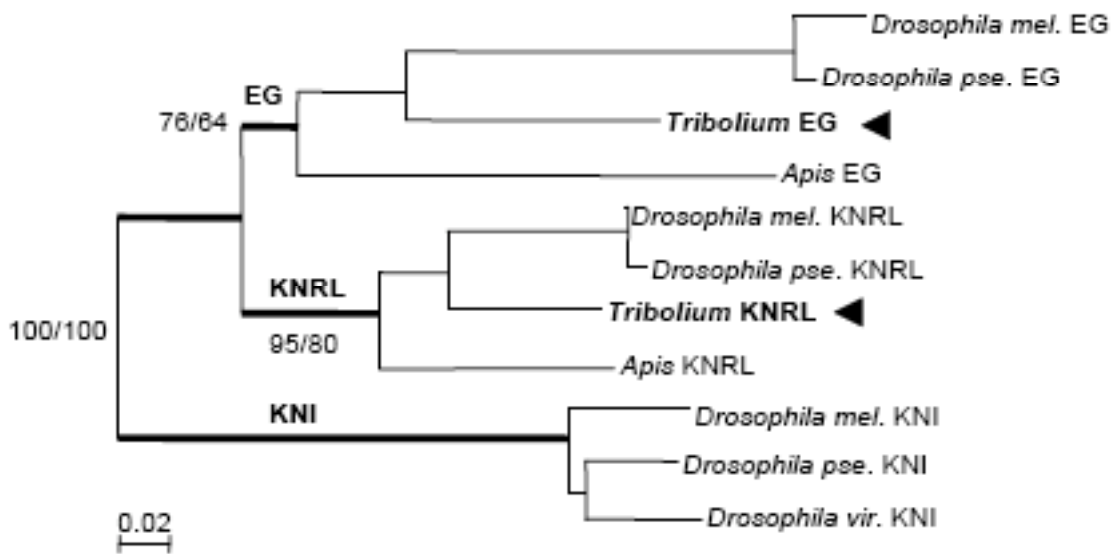 Drosophila mel. EG
Drosophila pse. EG
EG
76/64
Tribolium EG
Apis EG
Drosophila mel. KNRL
Drosophila pse. KNRL
KNRL
Tribolium KNRL
100/100
95/80
Apis KNRL
KNI
Drosophila mel. KNI
Drosophila pse. KNI
Drosophila vir. KNI
0.02